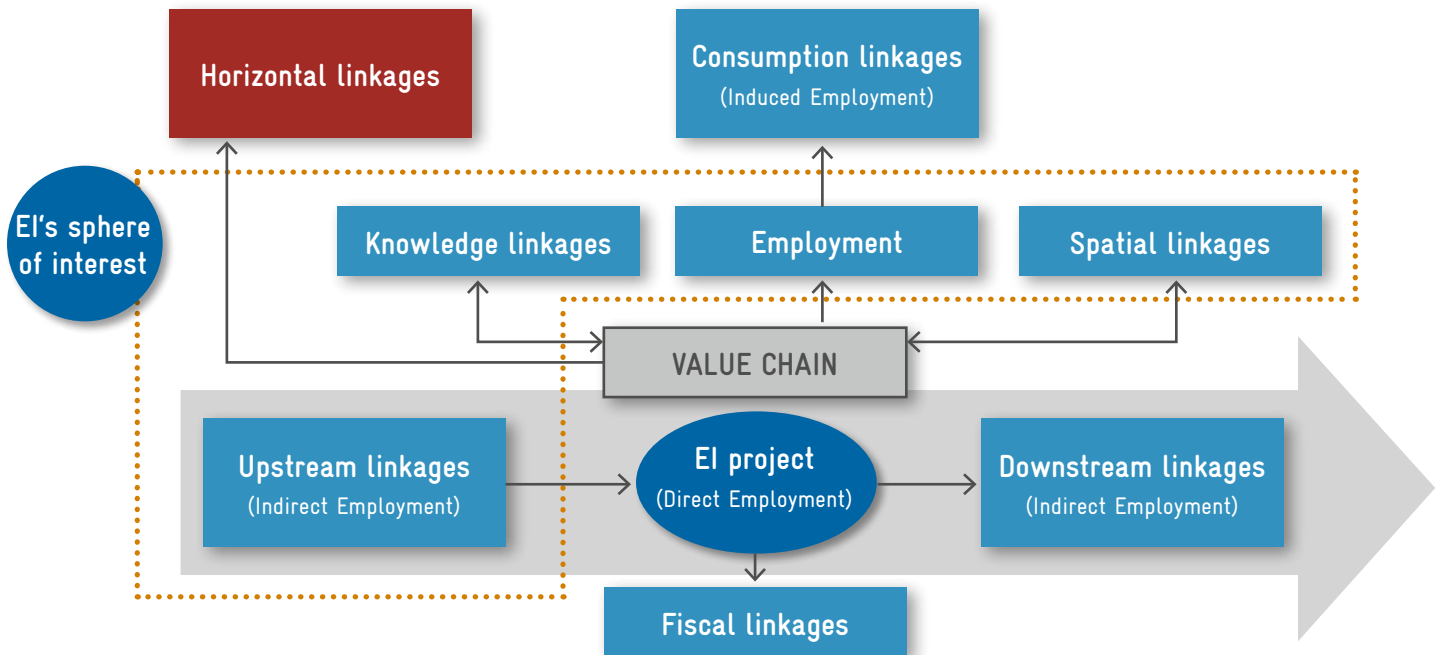 Horizontal linkages
Consumption linkages
(Induced Employment)
EI's sphere
of interest
Knowledge linkages
Employment
Spatial linkages
VALUE CHAIN
Upstream linkages
(Indirect Employment)
EI project
(Direct Employment)
Downstream linkages
(Indirect Employment)
Fiscal linkages